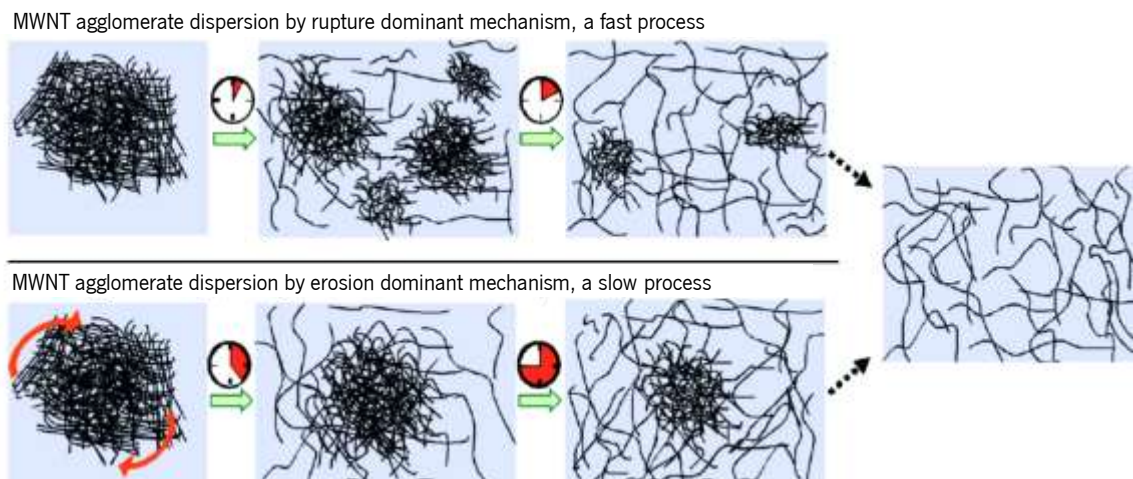 MWNT agglomerate dispersion by rupture dominant mechanism, a fast process
MWNT agglomerate dispersion by erosion dominant mechanism, a slow process